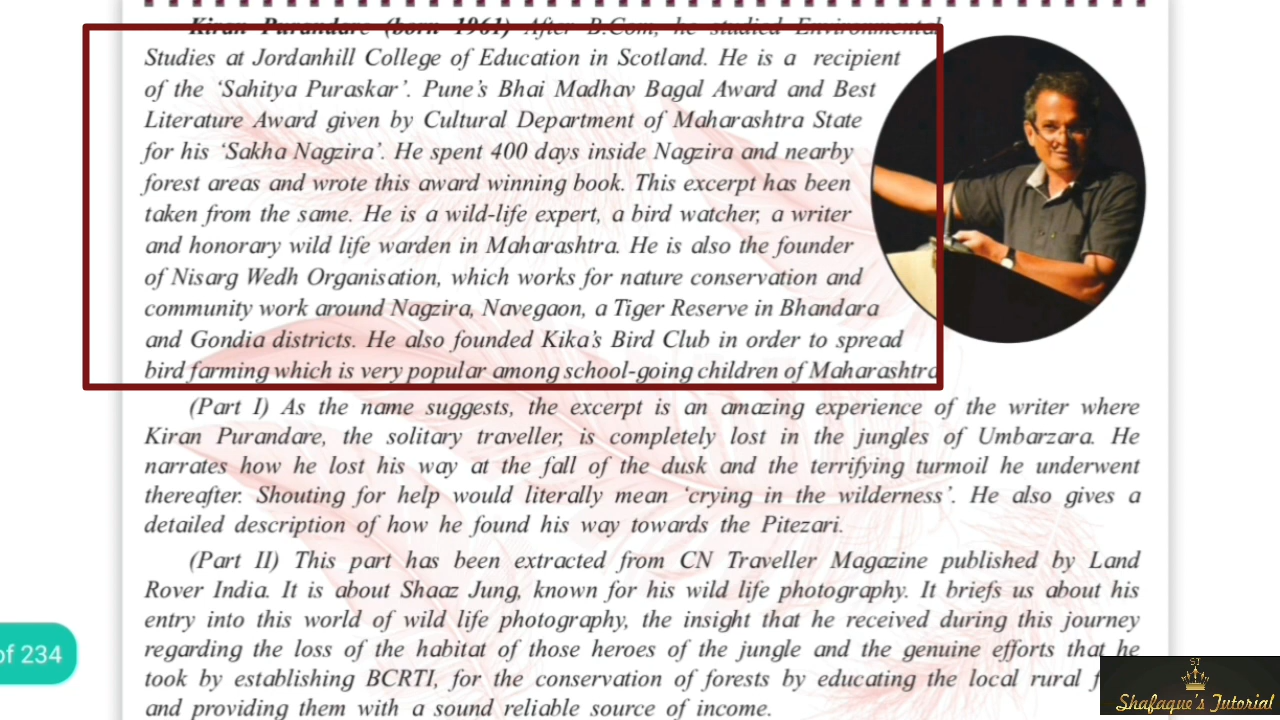 Kiran Purandare (born 1961) After B.Com, he studied Environmental
Studies at Jordanhill College of Education in Scotland. He is a recipient
of the ‘Sahitya Puraskar’. Pune’s Bhai Madhav Bagal Award and Best
Literature Award given by Cultural Department of Maharashtra State
for his ‘Sakha Nagzira’. He spent 400 days inside Nagzira and nearby
forest areas and wrote this award winning book. This excerpt has been
taken from the same. He is a wild-life expert, a bird watcher, a writer
and honorary wild life warden in Maharashtra. He is also the founder
of Nisarg Wedh Organisation, which works for nature conservation and
community work around Nagzira, Navegaon, a Tiger Reserve in Bhandara
and Gondia districts. He also founded Kika’s Bird Club in order to spread
bird farming which is very popular among school-going children of Maharashtra
(Part I) As the name suggests, the excerpt is an amazing experience of the writer where
Kiran Purandare, the solitary traveller, is completely lost in the jungles of Umbarzara. He
narrates how he lost his way at the fall of the dusk and the terrifying turmoil he underwent
thereafter. Shouting for help would literally mean ‘crying in the wilderness’. He also gives a
detailed description of how he found his way towards the Pitezari.
(Part II) This part has been extracted from CN Traveller Magazine published by Land
Rover India. It is about Shaaz Jung, known for his wild life photography. It briefs us about his
entry into this world of wild life photography, the insight that he received during this journey
regarding the loss of the habitat of those heroes of the jungle and the genuine efforts that he
took by establishing BCRTI, for the conservation of forests by educating the local rural
and providing them with a sound reliable source of income.
of 234
ST
Shafaque's Tutorial